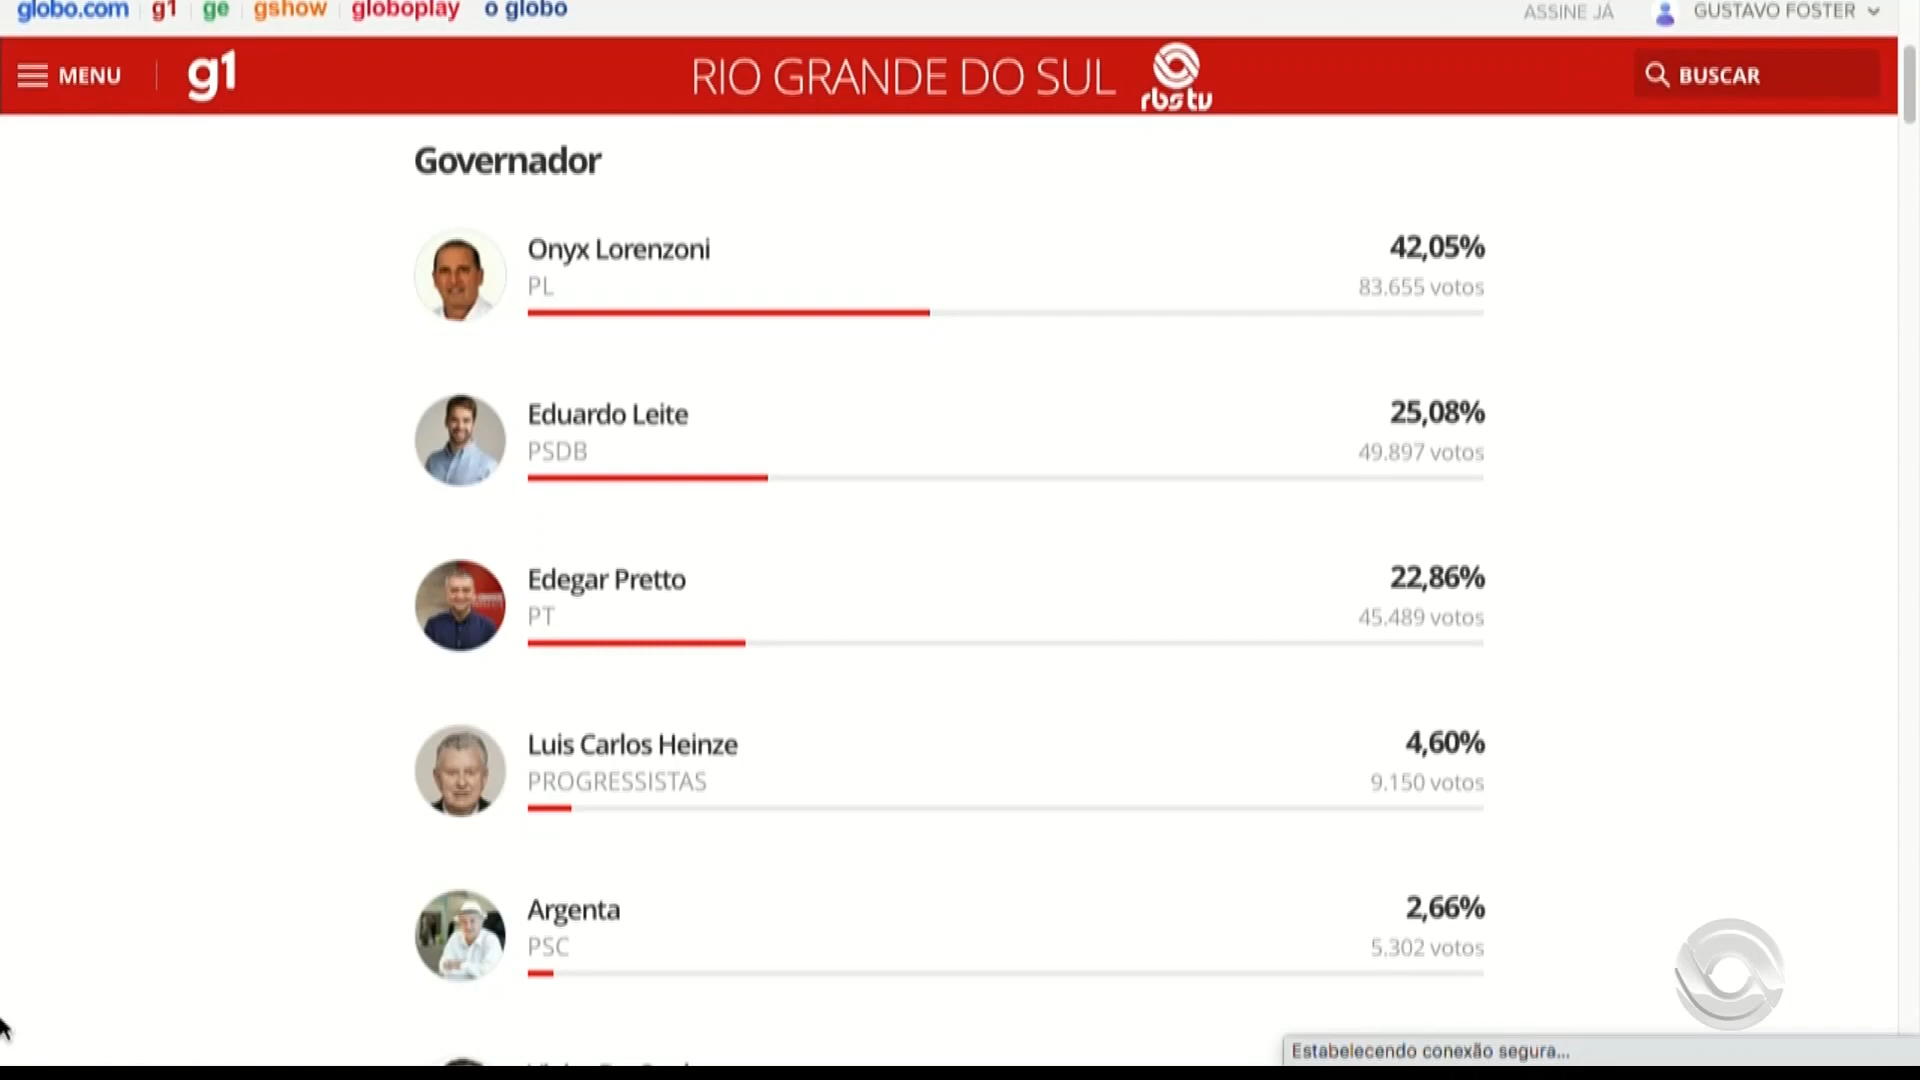 globo.com g1 ge gshow globoplay o globo
ASSINE JÁ GUSTAVO FOSTER
MENU g1 RIO GRANDE DO SUL rbs tv BUSCAR
Governador
Onyx Lorenzoni 42,05%
PL 83.655 votos
Eduardo Leite 25,08%
PSDB 49.897 votos
Edegar Pretto 22,86%
PT 45.489 votos
Luis Carlos Heinze 4,60%
PROGRESSISTAS 9.150 votos
Argenta 2,66%
PSC 5.302 votos
Estabelecendo conexão segura...